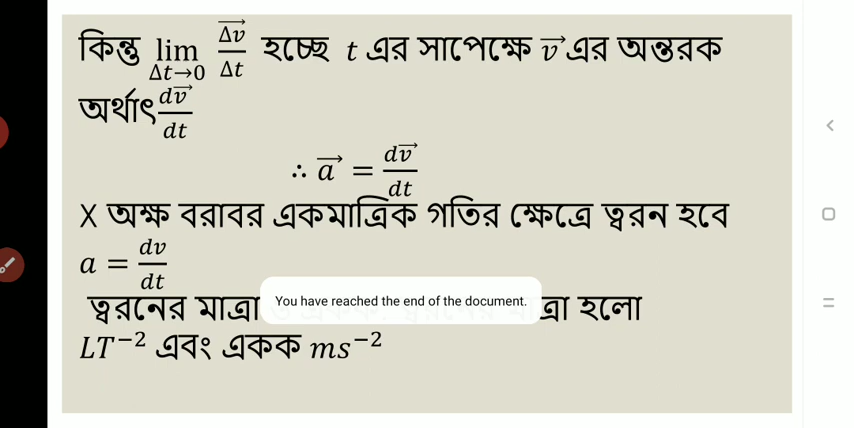 কিন্তু lim Δt→0 Δv⃗/Δt হচ্ছে t এর সাপেক্ষে v⃗ এর অন্তরক
অর্থাৎ dv⃗/dt
∴ a⃗ = dv⃗/dt
X অক্ষ বরাবর একমাত্রিক গতির ক্ষেত্রে ত্বরন হবে
a = dv/dt
ত্বরনের মাত্রা হলো
You have reached the end of the document.
LT⁻² এবং একক ms⁻²